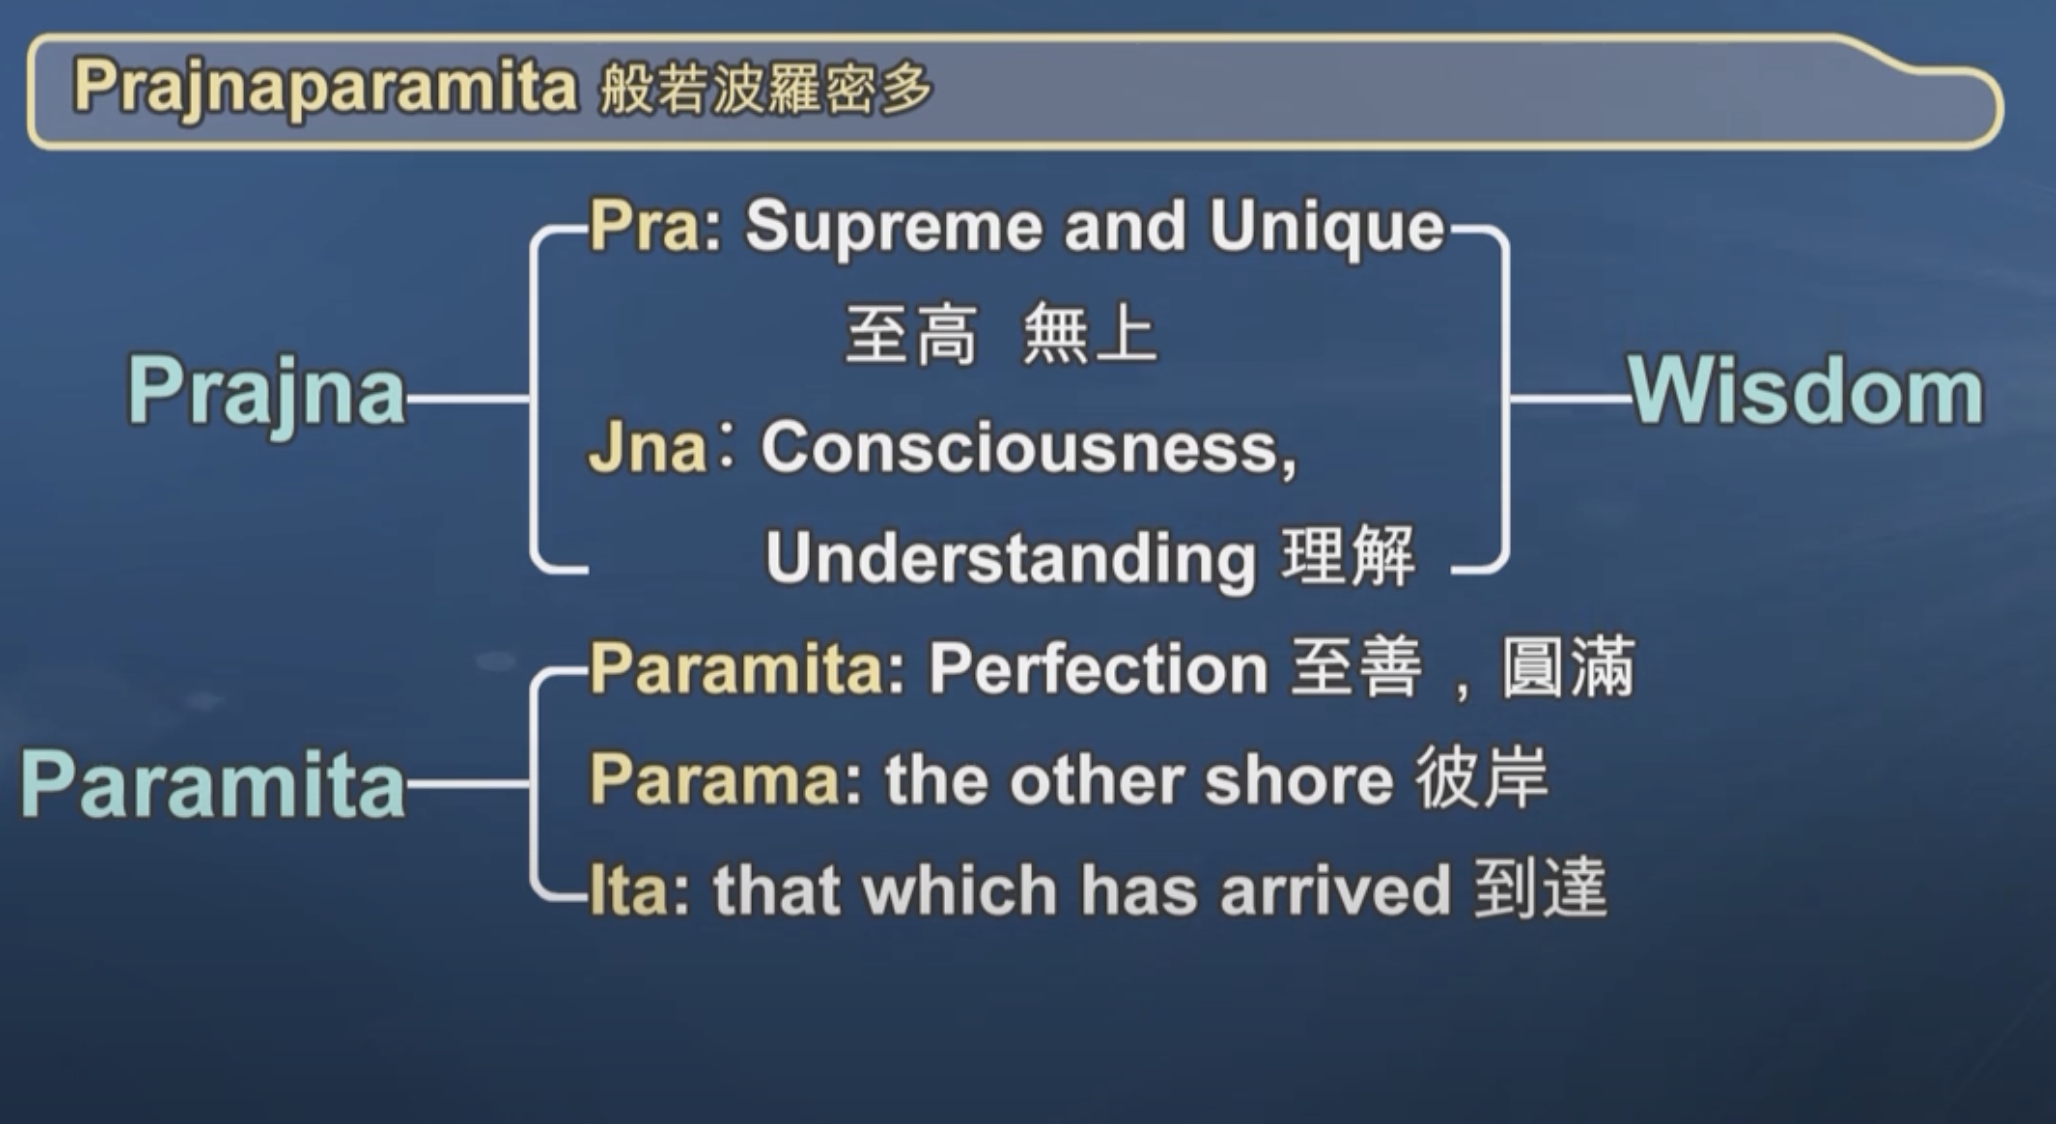 Prajnaparamita 般若波羅密多
Pra: Supreme and Unique
至高 無上
Prajna
Wisdom
Jna: Consciousness,
Understanding 理解
Paramita: Perfection 至善，圓滿
Paramita
Parama: the other shore 彼岸
Ita: that which has arrived 到達